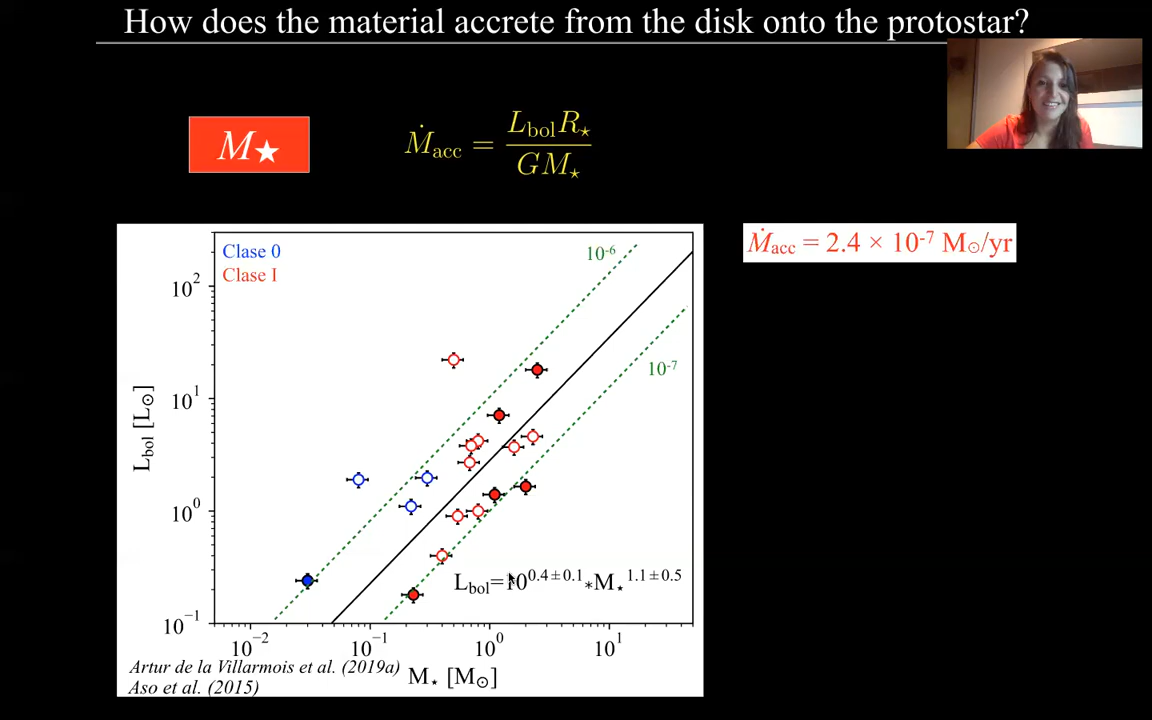 How does the material accrete from the disk onto the protostar?
M★
Ṁacc = LbolR⋆ / GM⋆
Ṁacc = 2.4 × 10⁻⁷ M⊙/yr
Clase 0
Clase I
10⁻⁶
10⁻⁷
10²
10¹
10⁰
10⁻¹
Lbol [L⊙]
Lbol=10^0.4±0.1*M⋆^1.1±0.5
10⁻² 10⁻¹ 10⁰ 10¹
M⋆ [M⊙]
Artur de la Villarmois et al. (2019a)
Aso et al. (2015)